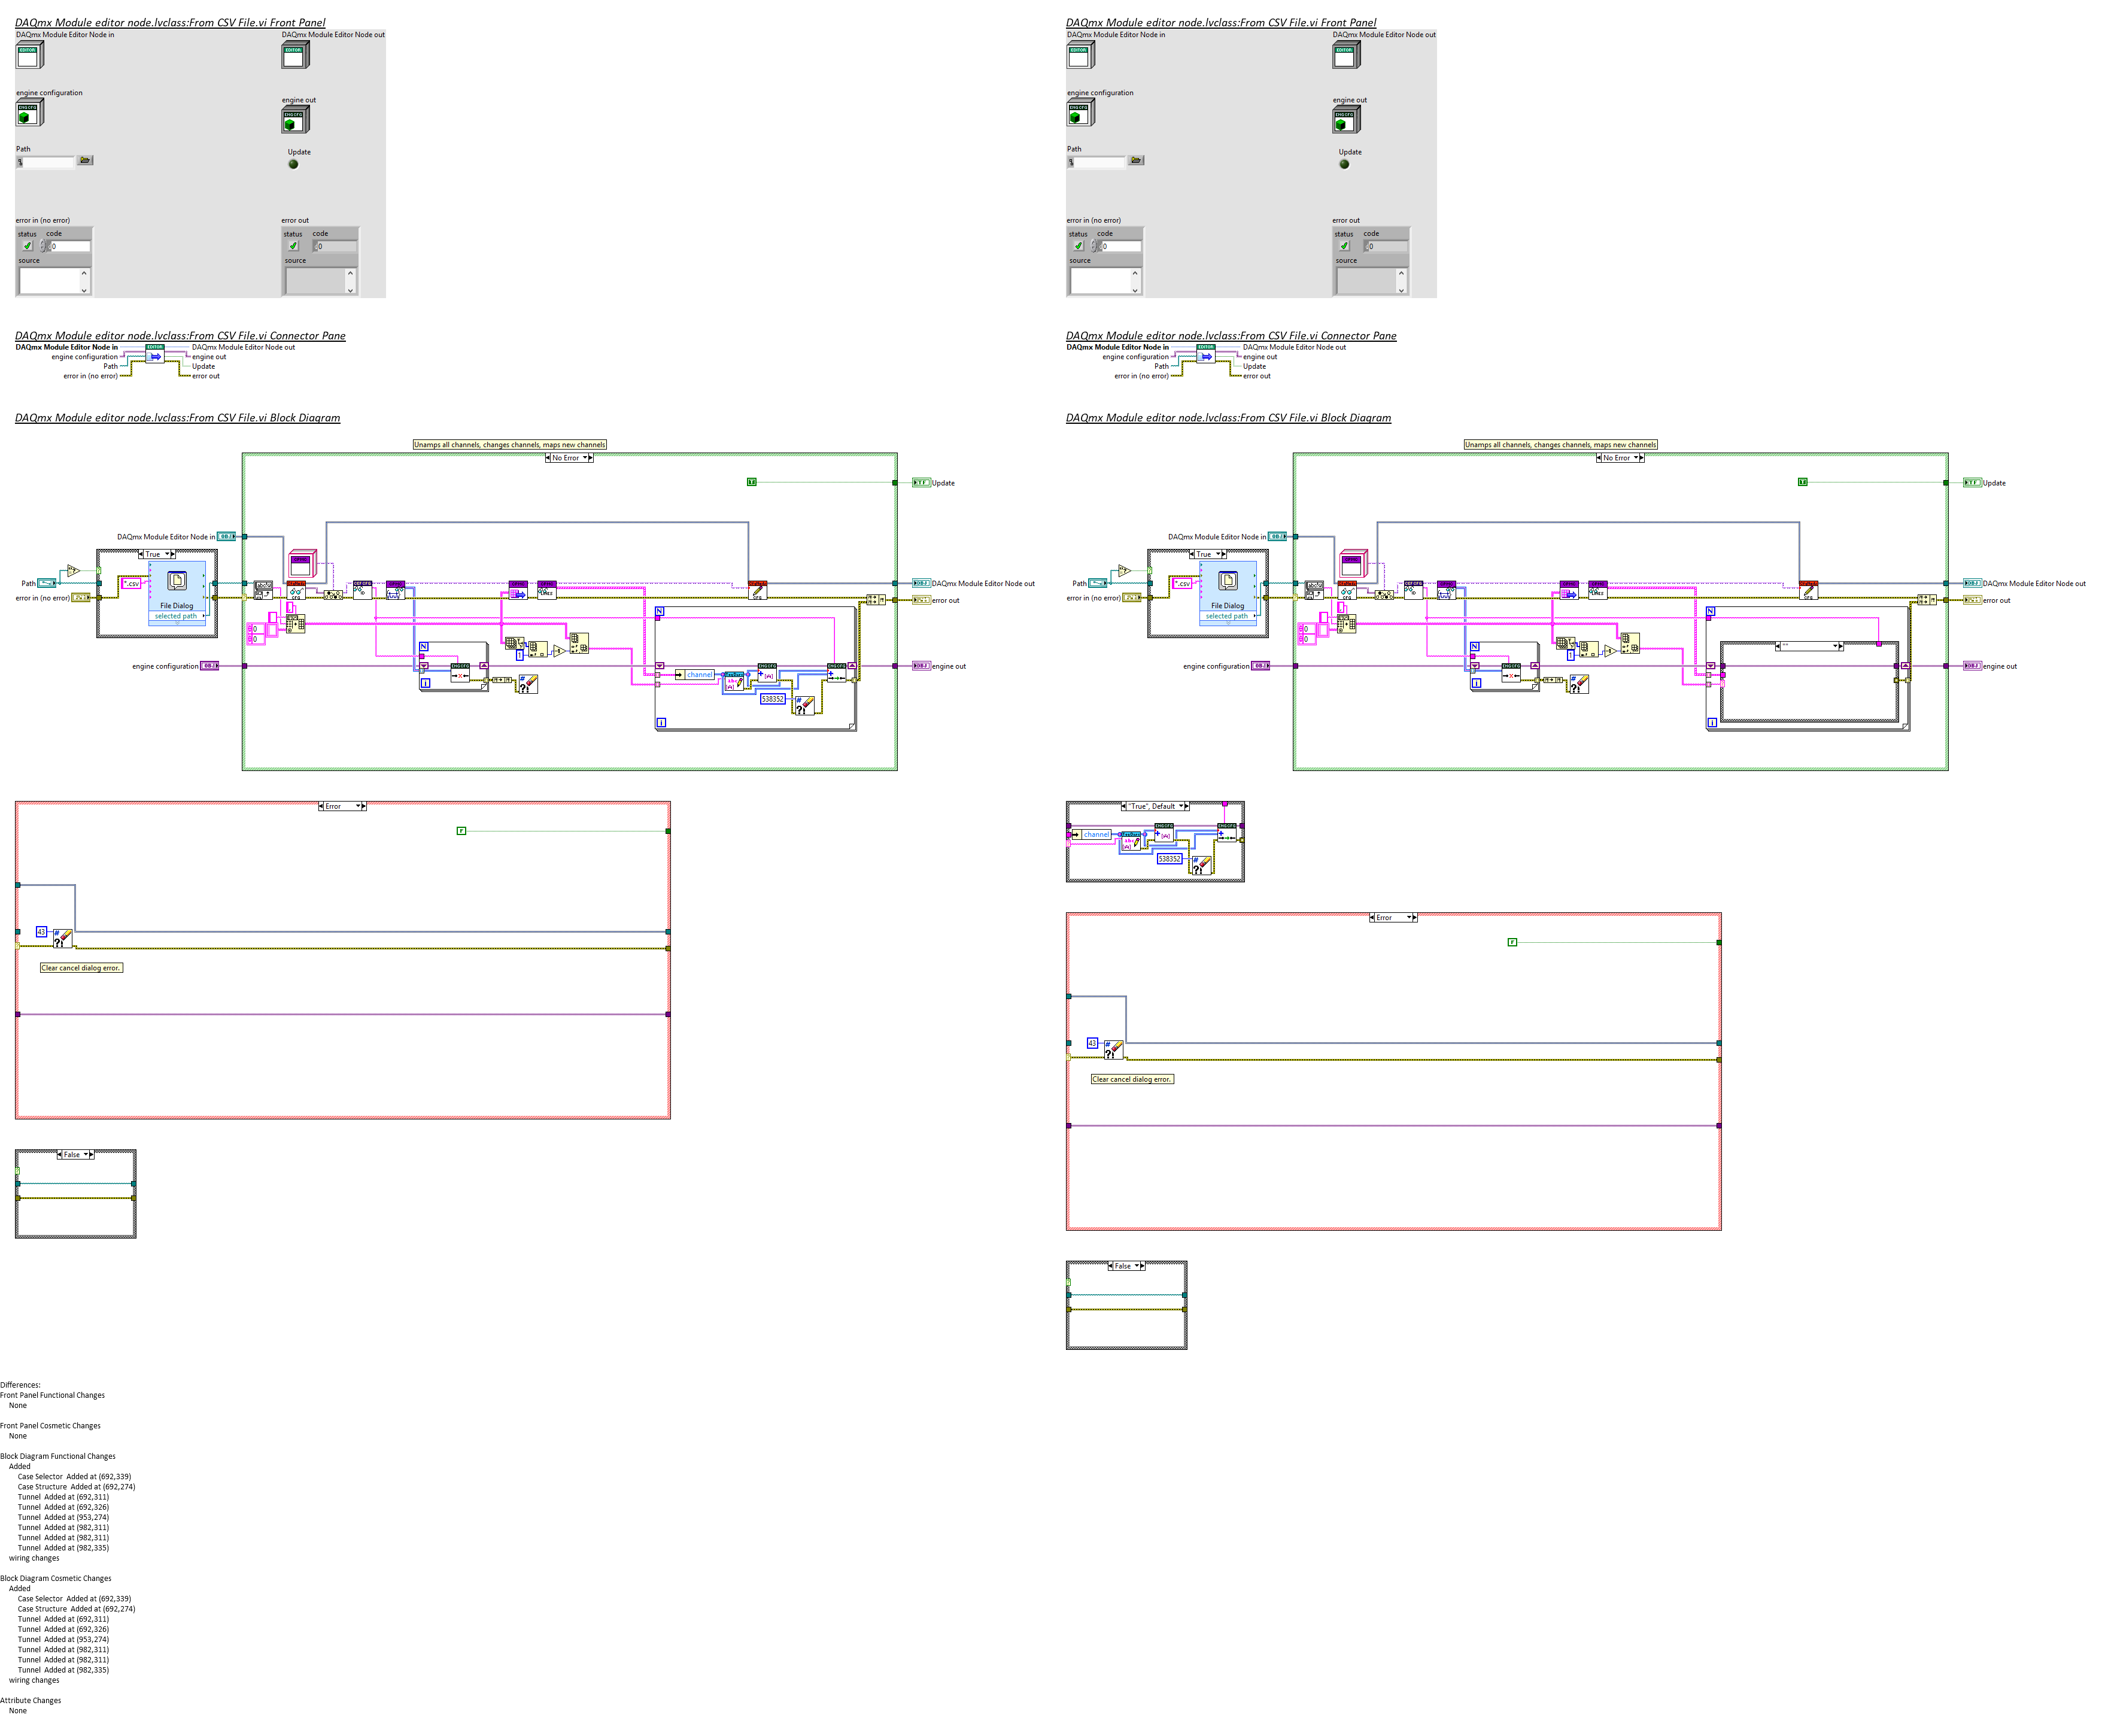 DAQmx Module editor node.lvclass:From CSV File.vi Front Panel
DAQmx Module Editor Node in
DAQmx Module Editor Node out
EDITOR
EDITOR
engine configuration
engine out
ENGCFG
ENGCFG
Path
Update
error in (no error)
error out
status code
0
source
status code
0
source
DAQmx Module editor node.lvclass:From CSV File.vi Connector Pane
DAQmx Module Editor Node in
DAQmx Module Editor Node out
EDITOR
engine configuration
engine out
Path
Update
error in (no error)
error out
DAQmx Module editor node.lvclass:From CSV File.vi Block Diagram
Unamps all channels, changes channels, maps new channels
No Error
Update
DAQmx Module Editor Node in
True
Path
*.csv
error in (no error)
File Dialog
selected path
DAQmx Module Editor Node out
error out
0
0
N
i
1
N
channel
538352
i
engine configuration
engine out
Error
F
43
Clear cancel dialog error.
False
DAQmx Module editor node.lvclass:From CSV File.vi Front Panel
DAQmx Module Editor Node in
DAQmx Module Editor Node out
EDITOR
EDITOR
engine configuration
engine out
ENGCFG
ENGCFG
Path
Update
error in (no error)
error out
status code
0
source
status code
0
source
DAQmx Module editor node.lvclass:From CSV File.vi Connector Pane
DAQmx Module Editor Node in
DAQmx Module Editor Node out
EDITOR
engine configuration
engine out
Path
Update
error in (no error)
error out
DAQmx Module editor node.lvclass:From CSV File.vi Block Diagram
Unamps all channels, changes channels, maps new channels
No Error
Update
DAQmx Module Editor Node in
True
Path
*.csv
error in (no error)
File Dialog
selected path
DAQmx Module Editor Node out
error out
0
0
N
i
1
N
""
i
engine configuration
engine out
"True", Default
channel
538352
Error
F
43
Clear cancel dialog error.
False
Differences:
Front Panel Functional Changes
None
Front Panel Cosmetic Changes
None
Block Diagram Functional Changes
Added
Case Selector Added at (692,339)
Case Structure Added at (692,274)
Tunnel Added at (692,311)
Tunnel Added at (692,326)
Tunnel Added at (953,274)
Tunnel Added at (982,311)
Tunnel Added at (982,311)
Tunnel Added at (982,335)
wiring changes
Block Diagram Cosmetic Changes
Added
Case Selector Added at (692,339)
Case Structure Added at (692,274)
Tunnel Added at (692,311)
Tunnel Added at (692,326)
Tunnel Added at (953,274)
Tunnel Added at (982,311)
Tunnel Added at (982,311)
Tunnel Added at (982,335)
wiring changes
Attribute Changes
None